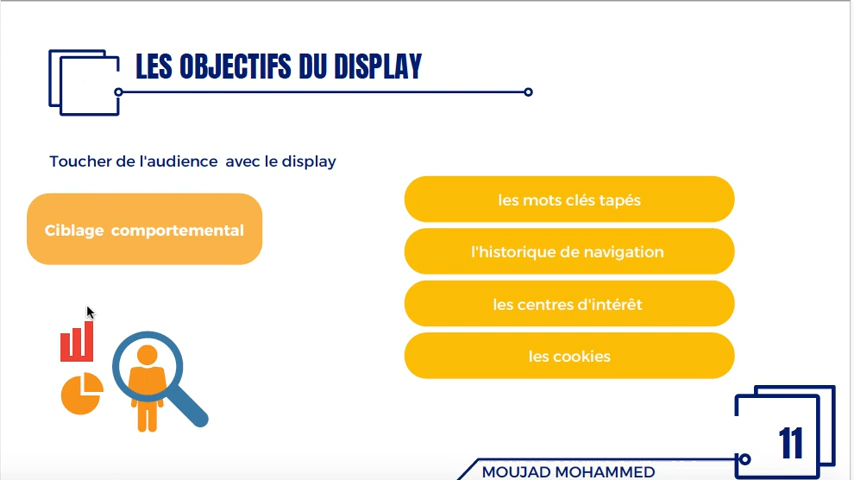 LES OBJECTIFS DU DISPLAY
Toucher de l'audience avec le display
Ciblage comportemental
les mots clés tapés
l'historique de navigation
les centres d'intérêt
les cookies
11
MOUJAD MOHAMMED